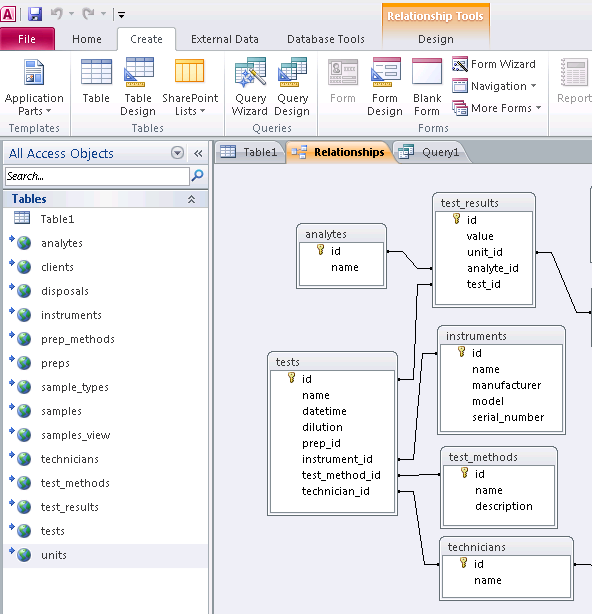 A
Relationship Tools
File
Home
Create
External Data
Database Tools
Design
Application Parts
Table
Table Design
SharePoint Lists
Query Wizard
Query Design
Form
Form Design
Blank Form
Form Wizard
Navigation
More Forms
Report
Templates
Tables
Queries
Forms
All Access Objects
Search...
Tables
Table1
analytes
clients
disposals
instruments
prep_methods
preps
sample_types
samples
samples_view
technicians
test_methods
test_results
tests
units
Table1
Relationships
Query1
analytes
id
name
test_results
id
value
unit_id
analyte_id
test_id
tests
id
name
datetime
dilution
prep_id
instrument_id
test_method_id
technician_id
instruments
id
name
manufacturer
model
serial_number
test_methods
id
name
description
technicians
id
name